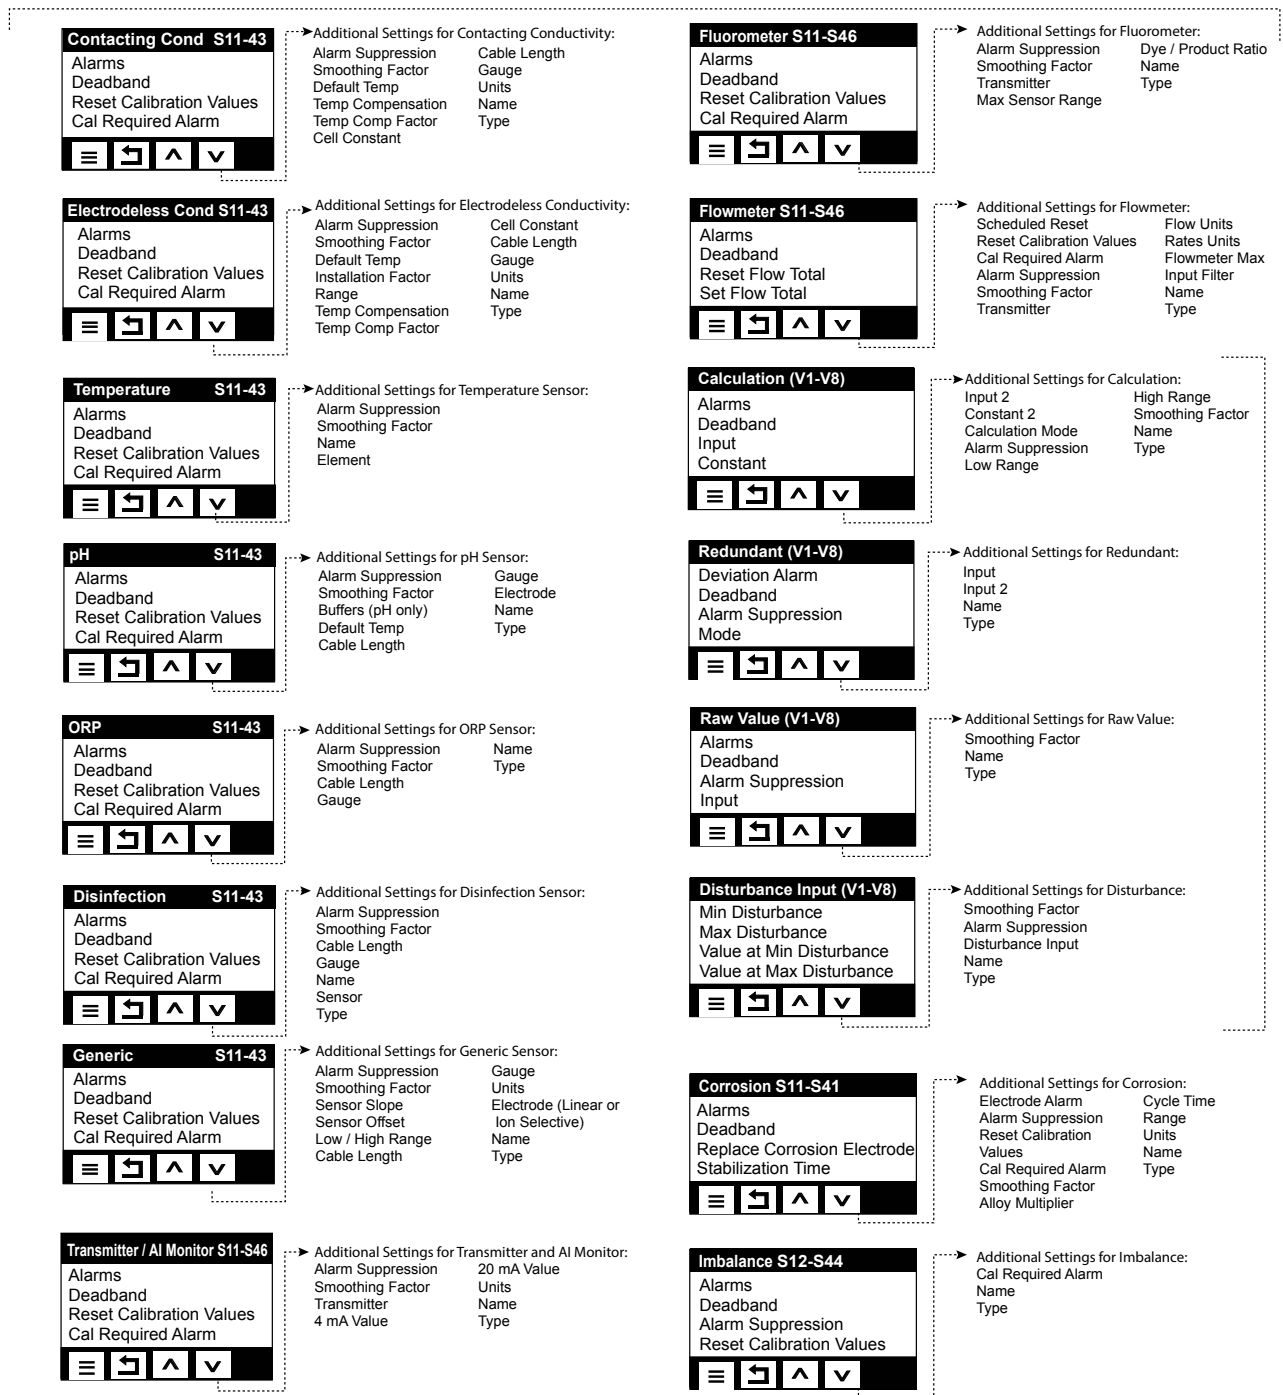 Contacting Cond S11-43
Alarms
Deadband
Reset Calibration Values
Cal Required Alarm
Additional Settings for Contacting Conductivity:
Alarm Suppression
Smoothing Factor
Default Temp
Temp Compensation
Temp Comp Factor
Cell Constant
Cable Length
Gauge
Units
Name
Type
Electrodeless Cond S11-43
Alarms
Deadband
Reset Calibration Values
Cal Required Alarm
Additional Settings for Electrodeless Conductivity:
Alarm Suppression
Smoothing Factor
Default Temp
Installation Factor
Range
Temp Compensation
Temp Comp Factor
Cell Constant
Cable Length
Gauge
Units
Name
Type
Temperature S11-43
Alarms
Deadband
Reset Calibration Values
Cal Required Alarm
Additional Settings for Temperature Sensor:
Alarm Suppression
Smoothing Factor
Name
Element
pH S11-43
Alarms
Deadband
Reset Calibration Values
Cal Required Alarm
Additional Settings for pH Sensor:
Alarm Suppression
Smoothing Factor
Buffers (pH only)
Default Temp
Cable Length
Gauge
Electrode
Name
Type
ORP S11-43
Alarms
Deadband
Reset Calibration Values
Cal Required Alarm
Additional Settings for ORP Sensor:
Alarm Suppression
Smoothing Factor
Cable Length
Gauge
Name
Type
Disinfection S11-43
Alarms
Deadband
Reset Calibration Values
Cal Required Alarm
Additional Settings for Disinfection Sensor:
Alarm Suppression
Smoothing Factor
Cable Length
Gauge
Name
Sensor
Type
Generic S11-43
Alarms
Deadband
Reset Calibration Values
Cal Required Alarm
Additional Settings for Generic Sensor:
Alarm Suppression
Smoothing Factor
Sensor Slope
Sensor Offset
Low / High Range
Cable Length
Gauge
Units
Electrode (Linear or
Ion Selective)
Name
Type
Transmitter / AI Monitor S11-S46
Alarms
Deadband
Reset Calibration Values
Cal Required Alarm
Additional Settings for Transmitter and AI Monitor:
Alarm Suppression
Smoothing Factor
Transmitter
4 mA Value
20 mA Value
Units
Name
Type
Fluorometer S11-S46
Alarms
Deadband
Reset Calibration Values
Cal Required Alarm
Additional Settings for Fluorometer:
Alarm Suppression
Smoothing Factor
Transmitter
Max Sensor Range
Dye / Product Ratio
Name
Type
Flowmeter S11-S46
Alarms
Deadband
Reset Flow Total
Set Flow Total
Additional Settings for Flowmeter:
Scheduled Reset
Reset Calibration Values
Cal Required Alarm
Alarm Suppression
Smoothing Factor
Transmitter
Flow Units
Rates Units
Flowmeter Max
Input Filter
Name
Type
Calculation (V1-V8)
Alarms
Deadband
Input
Constant
Additional Settings for Calculation:
Input 2
Constant 2
Calculation Mode
Alarm Suppression
Low Range
High Range
Smoothing Factor
Name
Type
Redundant (V1-V8)
Deviation Alarm
Deadband
Alarm Suppression
Mode
Additional Settings for Redundant:
Input
Input 2
Name
Type
Raw Value (V1-V8)
Alarms
Deadband
Alarm Suppression
Input
Additional Settings for Raw Value:
Smoothing Factor
Name
Type
Disturbance Input (V1-V8)
Min Disturbance
Max Disturbance
Value at Min Disturbance
Value at Max Disturbance
Additional Settings for Disturbance:
Smoothing Factor
Alarm Suppression
Disturbance Input
Name
Type
Corrosion S11-S41
Alarms
Deadband
Replace Corrosion Electrode
Stabilization Time
Additional Settings for Corrosion:
Electrode Alarm
Alarm Suppression
Reset Calibration
Values
Cal Required Alarm
Smoothing Factor
Alloy Multiplier
Cycle Time
Range
Units
Name
Type
Imbalance S12-S44
Alarms
Deadband
Alarm Suppression
Reset Calibration Values
Additional Settings for Imbalance:
Cal Required Alarm
Name
Type